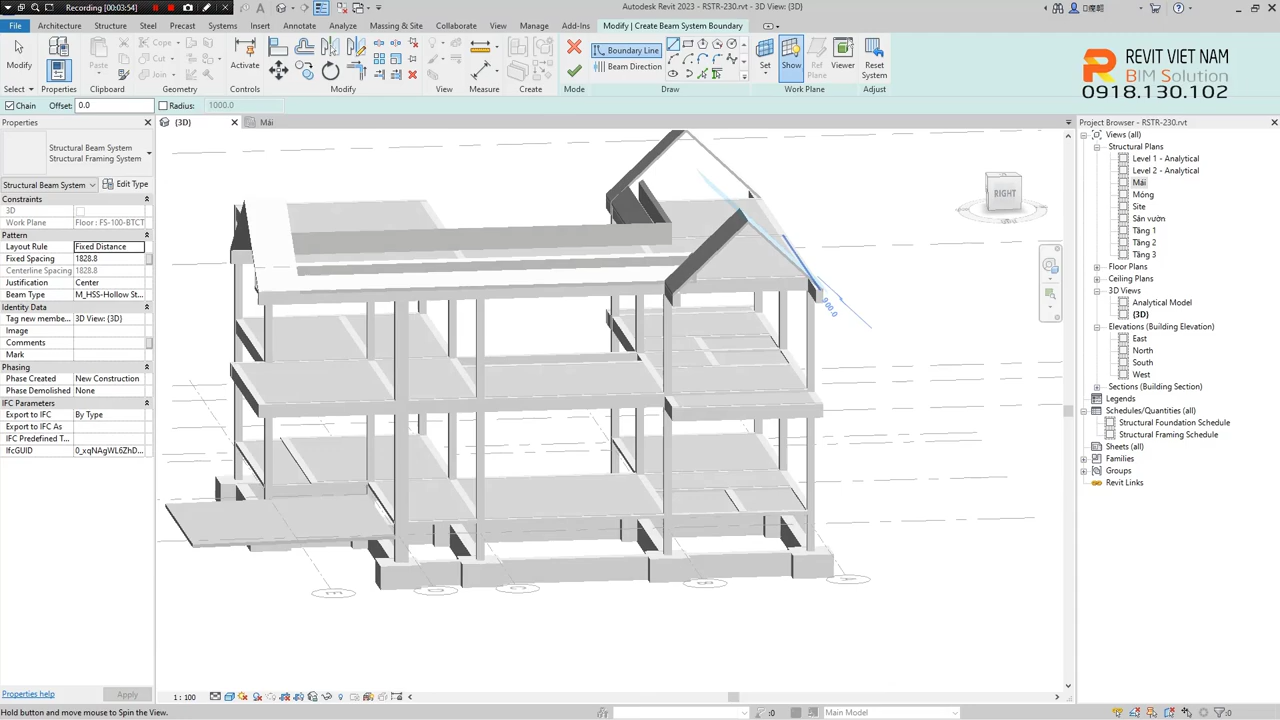 Recording [00:03:54]
Autodesk Revit 2023 - RSTR-230.rvt - 3D View: {3D}
File Architecture Structure Steel Precast Systems Insert Annotate Analyze Massing & Site Collaborate View Manage Add-Ins Modify | Create Beam System Boundary
Modify Paste Cope Cut Join Activate Boundary Line Beam Direction Set Show Ref Plane Viewer Reset System
Select Properties Clipboard Geometry Controls Modify View Measure Create Mode Draw Work Plane Adjust
REVIT VIET NAM
BIM Solution
0918.130.102
Chain Offset: 0.0 Radius: 1000.0
Properties
{3D} Mái
Structural Beam System
Structural Framing System
Structural Beam System Edit Type
Constraints
3D
Work Plane Floor : FS-100-BTCT
Pattern
Layout Rule Fixed Distance
Fixed Spacing 1828.8
Centerline Spacing 1828.8
Justification Center
Beam Type M_HSS-Hollow St...
Identity Data
Tag new membe... 3D View: {3D}
Image
Comments
Mark
Phasing
Phase Created New Construction
Phase Demolished None
IFC Parameters
Export to IFC By Type
Export to IFC As
IFC Predefined T...
IfcGUID 0_xqNAgWL6ZhD...
Properties help Apply
RIGHT
900.0
E D C B A
1 : 100
Project Browser - RSTR-230.rvt
Views (all)
Structural Plans
Level 1 - Analytical
Level 2 - Analytical
Mái
Móng
Site
Sân vườn
Tầng 1
Tầng 2
Tầng 3
Floor Plans
Ceiling Plans
3D Views
Analytical Model
{3D}
Elevations (Building Elevation)
East
North
South
West
Sections (Building Section)
Legends
Schedules/Quantities (all)
Structural Foundation Schedule
Structural Framing Schedule
Sheets (all)
Families
Groups
Revit Links
Hold button and move mouse to Spin the View.
:0 Main Model :0